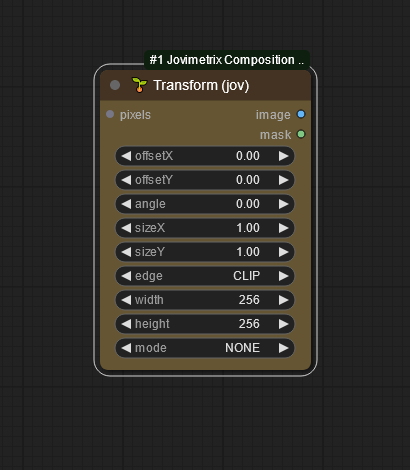 #1 Jovimetrix Composition ..
Transform (jov)
pixels image
mask
offsetX 0.00
offsetY 0.00
angle 0.00
sizeX 1.00
sizeY 1.00
edge CLIP
width 256
height 256
mode NONE